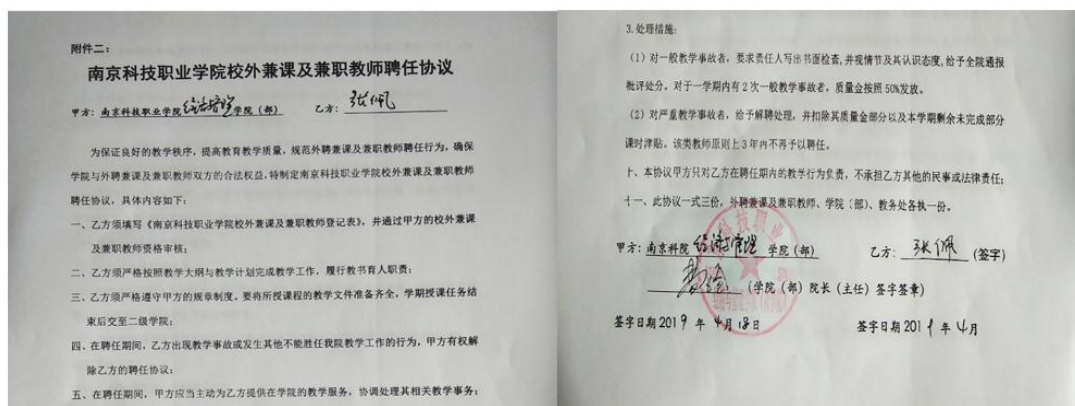 附件二：
南京科技职业学院校外兼课及兼职教师聘任协议
甲方：南京科技职业学院经济管理学院（部） 乙方：张佩
为保证良好的教学秩序，提高教育教学质量，规范外聘兼课及兼职教师聘任行为，确保
学院与外聘兼课及兼职教师双方的合法权益,特制定南京科技职业学院校外兼课及兼职教师
聘任协议，具体内容如下：
一、乙方须填写《南京科技职业学院校外兼课及兼职教师登记表》，并通过甲方的校外兼课
及兼职教师资格审核；
二、乙方须严格按照教学大纲与教学计划完成教学工作，履行教书育人职责；
三、乙方须严格遵守甲方的规章制度。要将所授课程的教学文件准备齐全，学期授课任务结
束后交至二级学院；
四、在聘任期间，乙方出现教学事故或发生其他不能胜任我院教学工作的行为，甲方有权解
除乙方的聘任协议；
五、在聘任期间，甲方应当主动为乙方提供在学院的教学服务，协调处理其相关教学事务；
3.处理措施：
（1）对一般教学事故者，要求责任人写出书面检查,并视情节及其认识态度,给予全院通报
批评处分。对于一学期内有 2 次一般教学事故者，质量金按照 50%发放。
（2）对严重教学事故者，给予解聘处理，并扣除其质量金部分以及本学期剩余未完成部分
课时津贴。该类教师原则上 3 年内不再予以聘任。
十、本协议甲方只对乙方在聘任期内的教学行为负责，不承担乙方其他的民事或法律责任；
十一、此协议一式三份，外聘兼课及兼职教师、学院（部）、教务处各执一份。
甲方：南京科院 经济管理 学院（部） 乙方：张佩（签字）
（学院（部）院长（主任）签字签章）
签字日期 2019 年 4 月 18 日 签字日期 2019 年 4 月